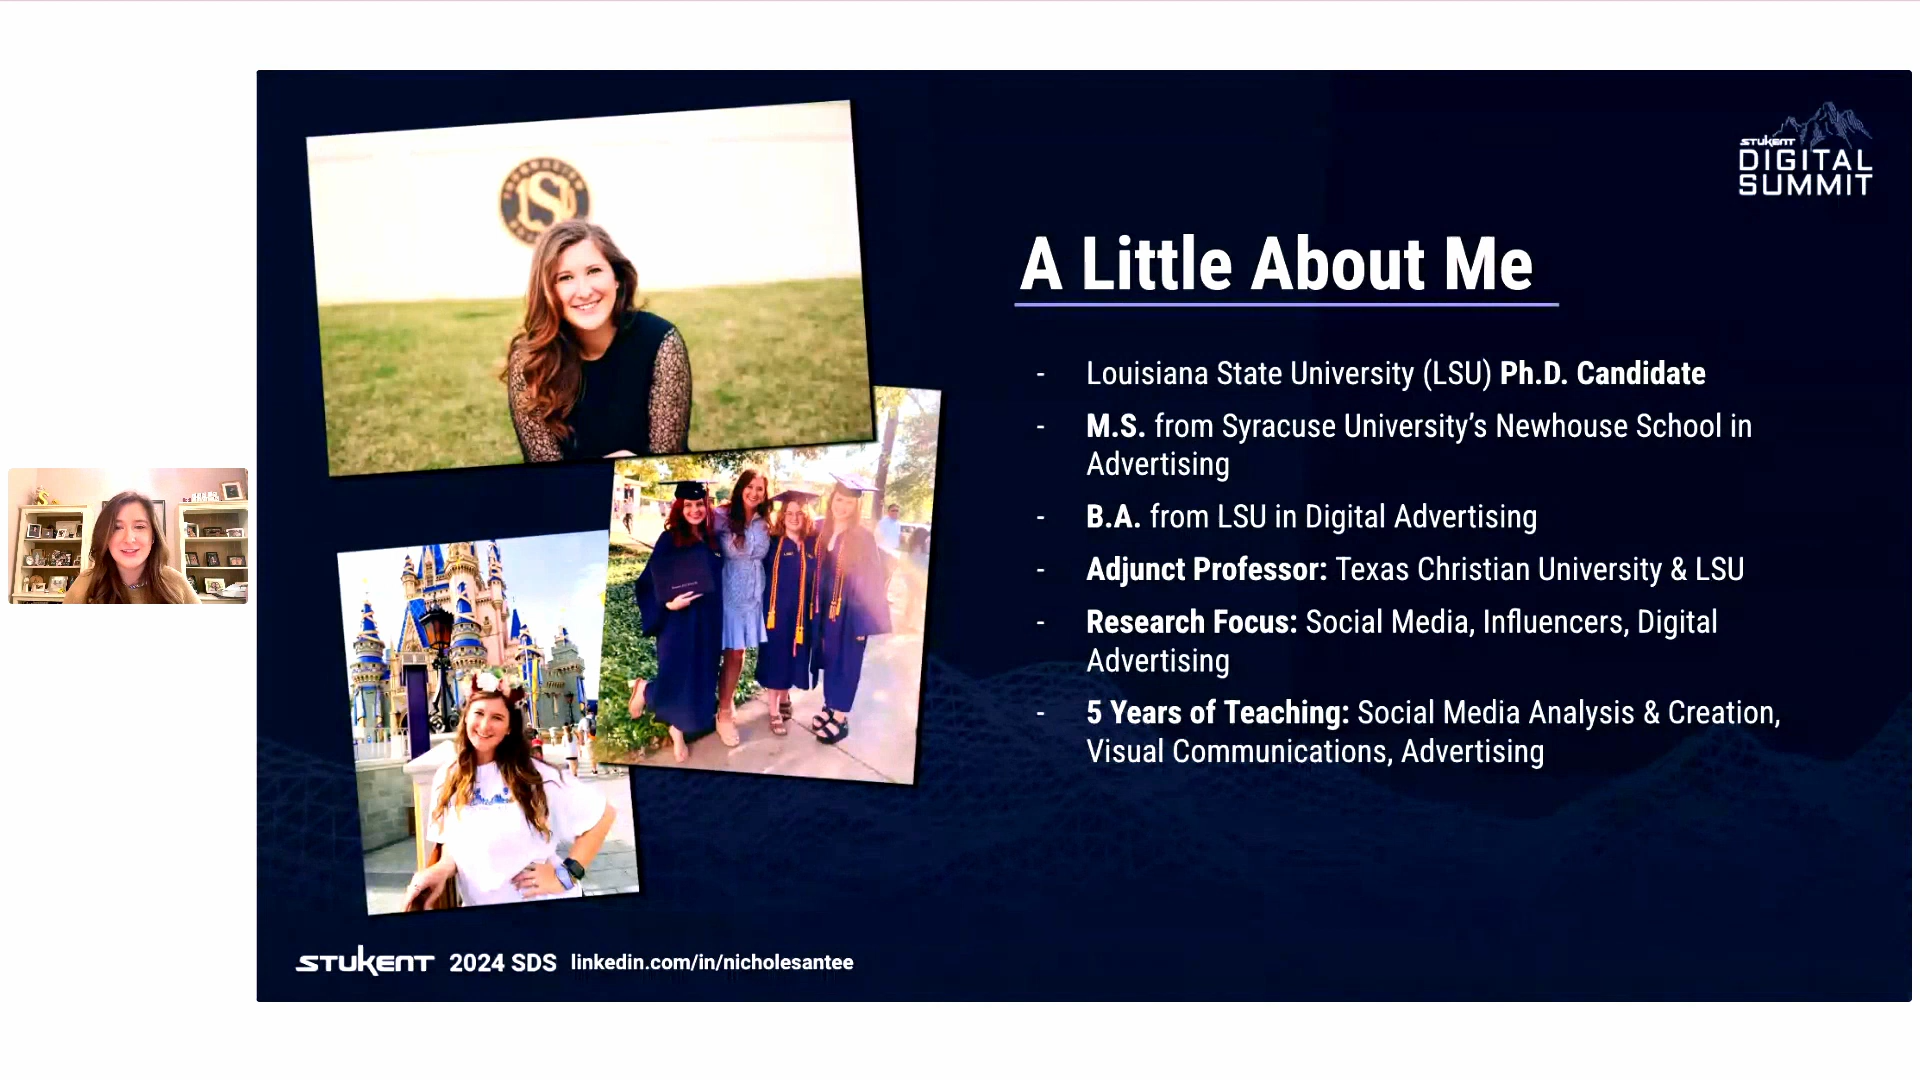 STUKENT
DIGITAL
SUMMIT
A Little About Me
- Louisiana State University (LSU) Ph.D. Candidate
- M.S. from Syracuse University’s Newhouse School in
Advertising
- B.A. from LSU in Digital Advertising
- Adjunct Professor: Texas Christian University & LSU
- Research Focus: Social Media, Influencers, Digital
Advertising
- 5 Years of Teaching: Social Media Analysis & Creation,
Visual Communications, Advertising
STUKENT 2024 SDS linkedin.com/in/nicholesantee